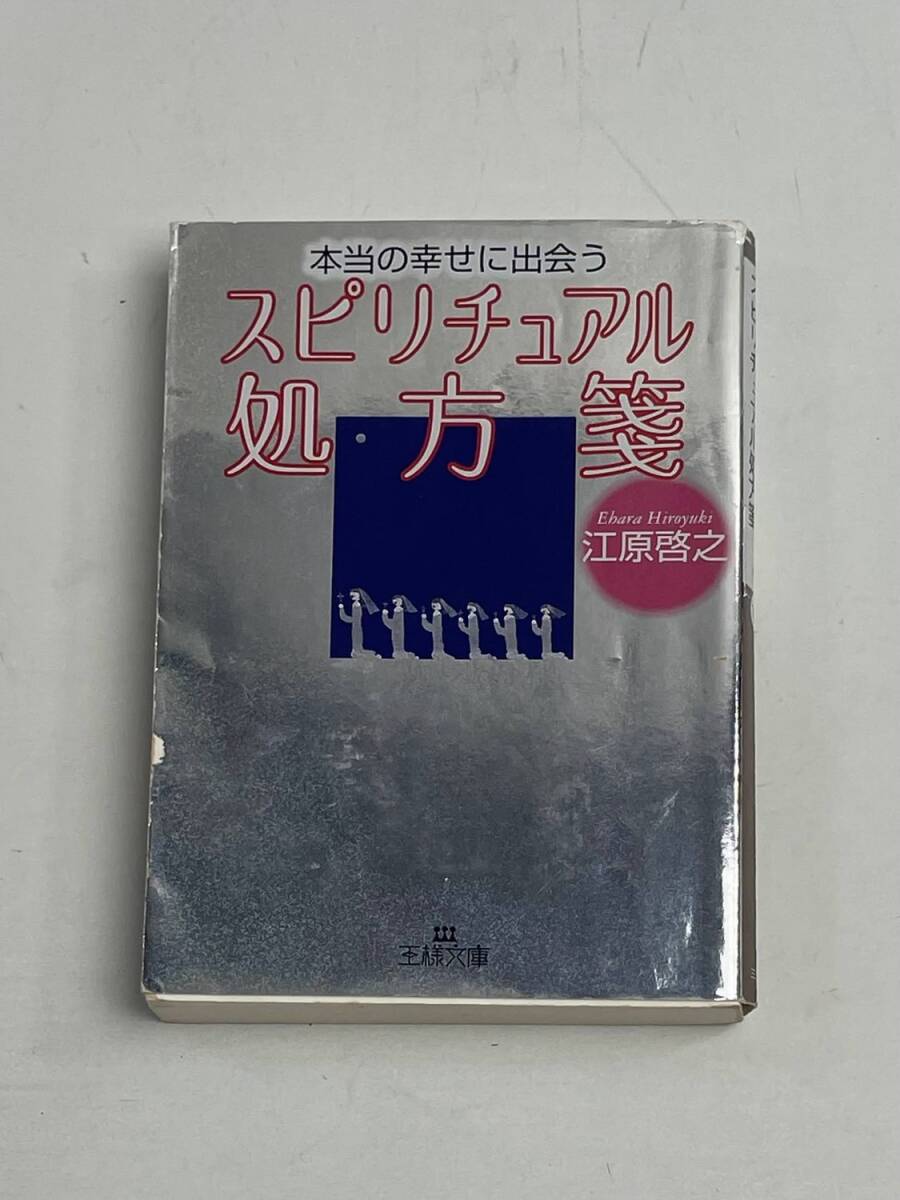 本当の幸せに出会う
スピリチュアル
処方箋
Ehara Hiroyuki
江原啓之
王様文庫